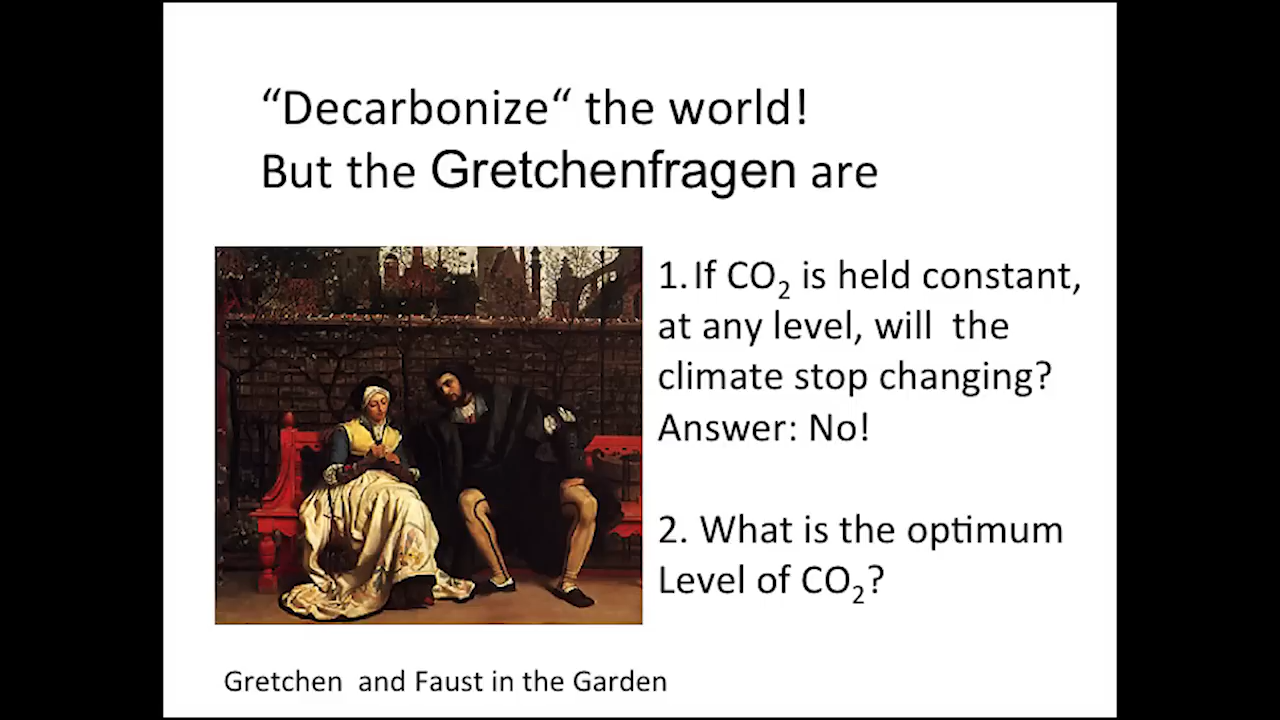 “Decarbonize“ the world!
But the Gretchenfragen are
1. If CO₂ is held constant,
at any level, will the
climate stop changing?
Answer: No!
2. What is the optimum
Level of CO₂?
Gretchen and Faust in the Garden